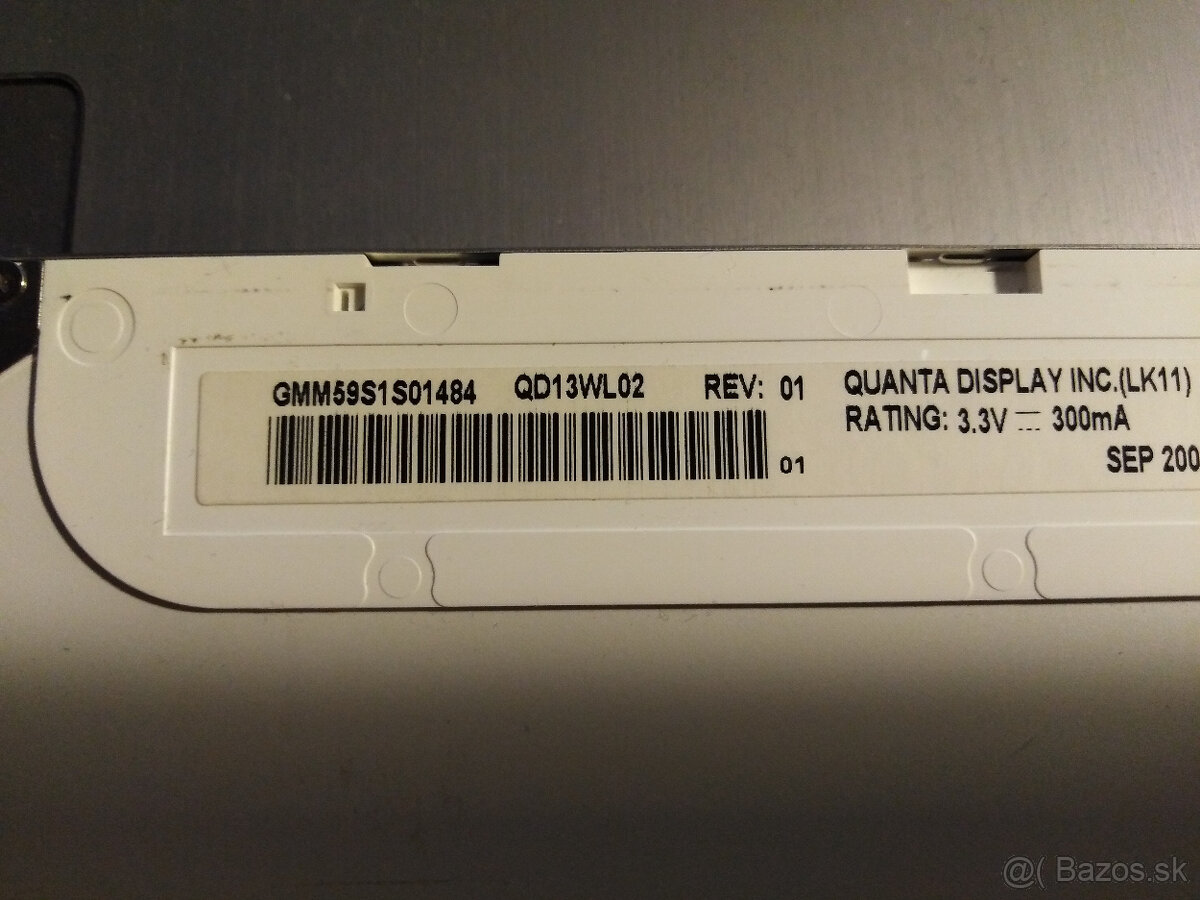 GMM59S1S01484 QD13WL02 REV: 01
01
QUANTA DISPLAY INC.(LK11)
RATING: 3.3V ⎓ 300mA
SEP 200
@( Bazos.sk